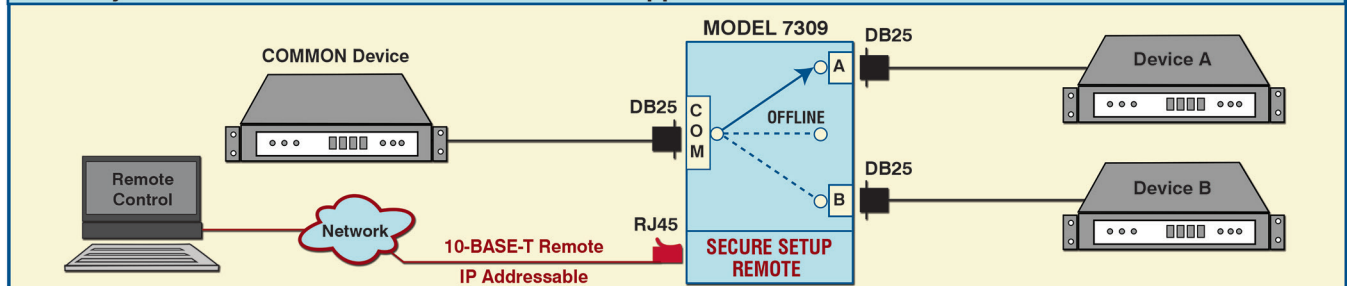 MODEL 7309
COMMON Device
DB25
Device A
A
DB25
C
O
M
OFFLINE
DB25
Device B
B
Remote
Control
Network
RJ45
10-BASE-T Remote
IP Addressable
SECURE SETUP
REMOTE